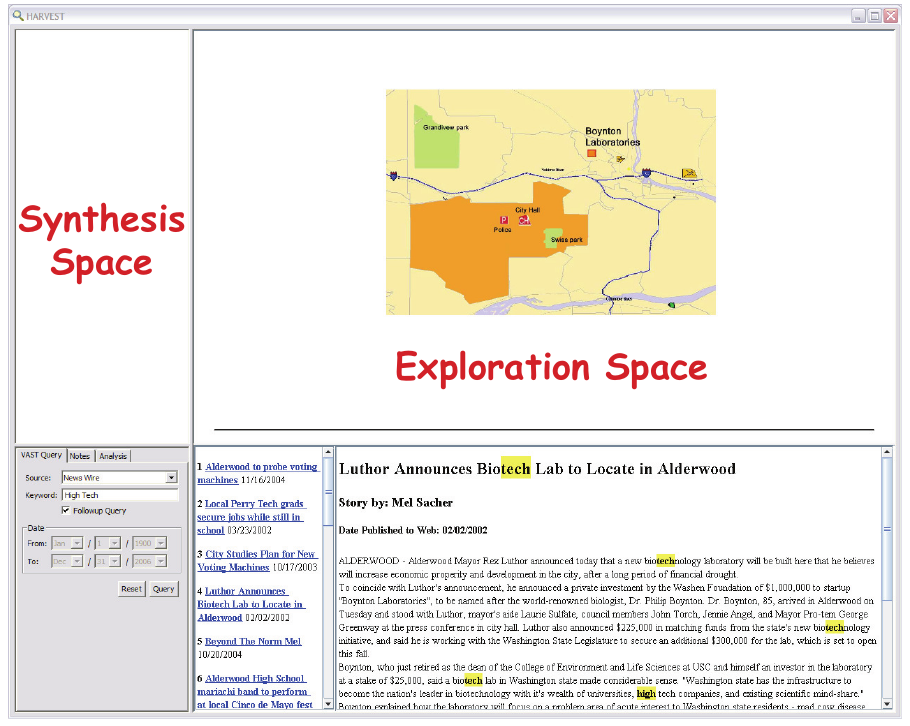 HARVEST
Synthesis
Space
Grandivew park
Boynton
Laboratories
City Hall
Police
Swiss park
Exploration Space
VAST Query
Notes
Analysis
Source:
News Wire
Keyword:
High Tech
Followup Query
Date
From:
Jan
/
1
/
1900
To:
Dec
/
31
/
2006
Reset
Query
1 Alderwood to probe voting
machines 11/16/2004
2 Local Perry Tech grads
secure jobs while still in
school 03/23/2002
3 City Studies Plan for New
Voting Machines 10/17/2003
4 Luthor Announces
Biotech Lab to Locate in
Alderwood 02/02/2002
5 Beyond The Norm Mel
10/20/2004
6 Alderwood High School
mariachi band to perform
at local Cinco de Mayo fest
Luthor Announces Biotech Lab to Locate in Alderwood
Story by: Mel Sacher
Date Published to Web: 02/02/2002
ALDERWOOD - Alderwood Mayor Rex Luthor announced today that a new biotechnology laboratory will be built here that he believes
will increase economic properity and development in the city, after a long period of financial drought.
To coincide with Luthor's announcement, he announced a private investment by the Washen Foundation of $1,000,000 to startup
"Boynton Laboratories", to be named after the world-renowned biologist, Dr. Philip Boynton. Dr. Boynton, 85, arrived in Alderwood on
Tuesday and stood with Luthor, mayor's aide Laurie Sulfate, council members John Torch, Jennie Angel, and Mayor Pro-tem George
Greenway at the press conference in city hall. Luthor also announced $225,000 in matching funds from the state's new biotechnology
initiative, and said he is working with the Washington State Legislature to secure an additional $300,000 for the lab, which is set to open
this fall.
Boynton, who just retired as the dean of the College of Environment and Life Sciences at USC and himself an investor in the laboratory
at a stake of $25,000, said a biotech lab in Washington state made considerable sense. "Washington state has the infrastructure to
become the nation's leader in biotechnology with it's wealth of universities, high tech companies, and existing scientific mind-share."
Boynton explained how the laboratory will focus on a problem area of acute interest to Washington state residents - mad cow disease